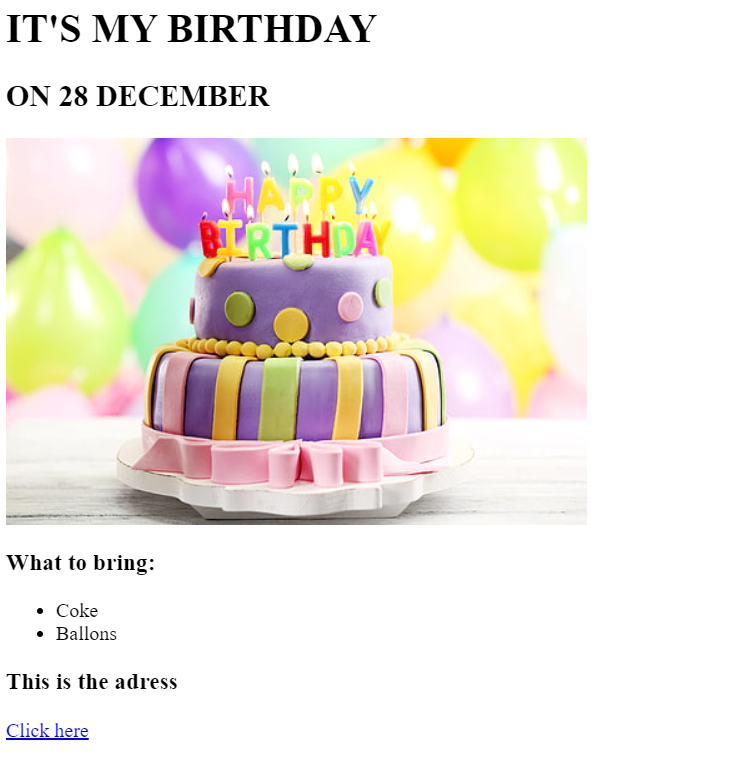 IT'S MY BIRTHDAY
ON 28 DECEMBER
HAPPY
BIRTHDAY
What to bring:
Coke
Ballons
This is the adress
Click here